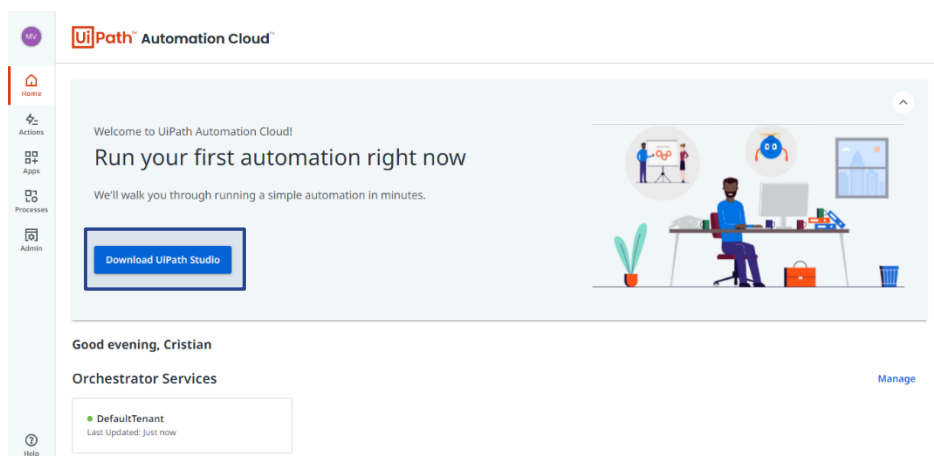 MV
UiPath™ Automation Cloud™
Home
Actions
Apps
Processes
Admin
Welcome to UiPath Automation Cloud!
Run your first automation right now
We'll walk you through running a simple automation in minutes.
Download UiPath Studio
Good evening, Cristian
Orchestrator Services
Manage
DefaultTenant
Last Updated: Just now
Help